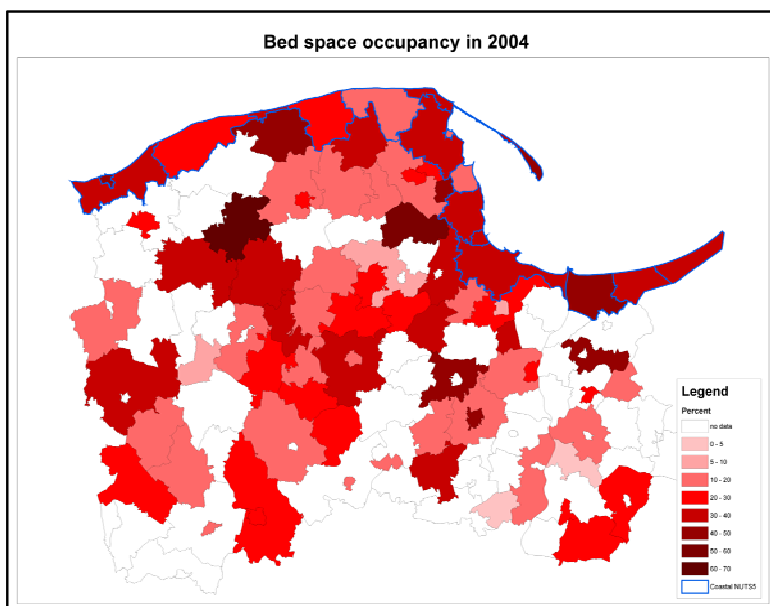 Bed space occupancy in 2004
Legend
Percent
no data
0 - 5
5 - 10
10 - 20
20 - 30
30 - 40
40 - 50
50 - 60
60 - 70
Coastal NUTS5